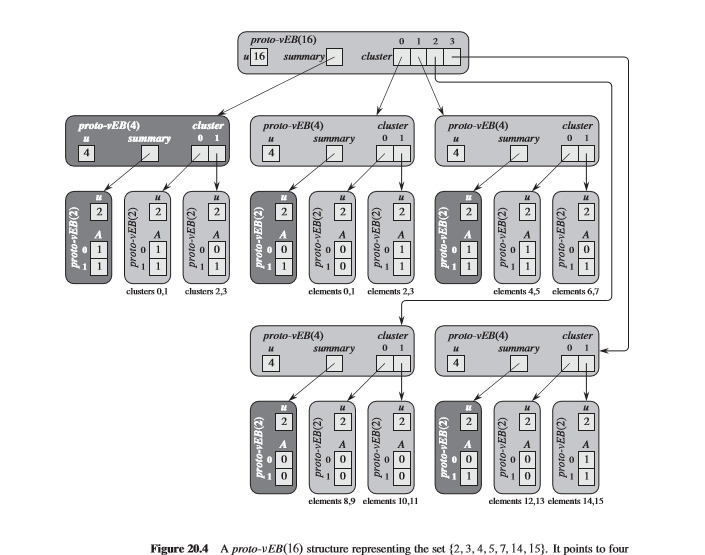 proto-vEB(16)
0 1 2 3
u 16 summary cluster
proto-vEB(4) cluster
u summary 0 1
4
proto-vEB(4) cluster
u summary 0 1
4
proto-vEB(4) cluster
u summary 0 1
4
proto-vEB(2) u 2 A 0 1 1 1
proto-vEB(2) u 2 A 0 1 1 1
proto-vEB(2) u 2 A 0 0 1 1
clusters 0,1 clusters 2,3
proto-vEB(2) u 2 A 0 0 1 1
proto-vEB(2) u 2 A 0 0 1 0
proto-vEB(2) u 2 A 0 1 1 1
elements 0,1 elements 2,3
proto-vEB(2) u 2 A 0 1 1 1
proto-vEB(2) u 2 A 0 1 1 1
proto-vEB(2) u 2 A 0 0 1 1
elements 4,5 elements 6,7
proto-vEB(4) cluster
u summary 0 1
4
proto-vEB(4) cluster
u summary 0 1
4
proto-vEB(2) u 2 A 0 0 1 0
proto-vEB(2) u 2 A 0 0 1 0
proto-vEB(2) u 2 A 0 0 1 0
elements 8,9 elements 10,11
proto-vEB(2) u 2 A 0 0 1 1
proto-vEB(2) u 2 A 0 0 1 0
proto-vEB(2) u 2 A 0 1 1 1
elements 12,13 elements 14,15
Figure 20.4 A proto-vEB(16) structure representing the set {2, 3, 4, 5, 7, 14, 15}. It points to four